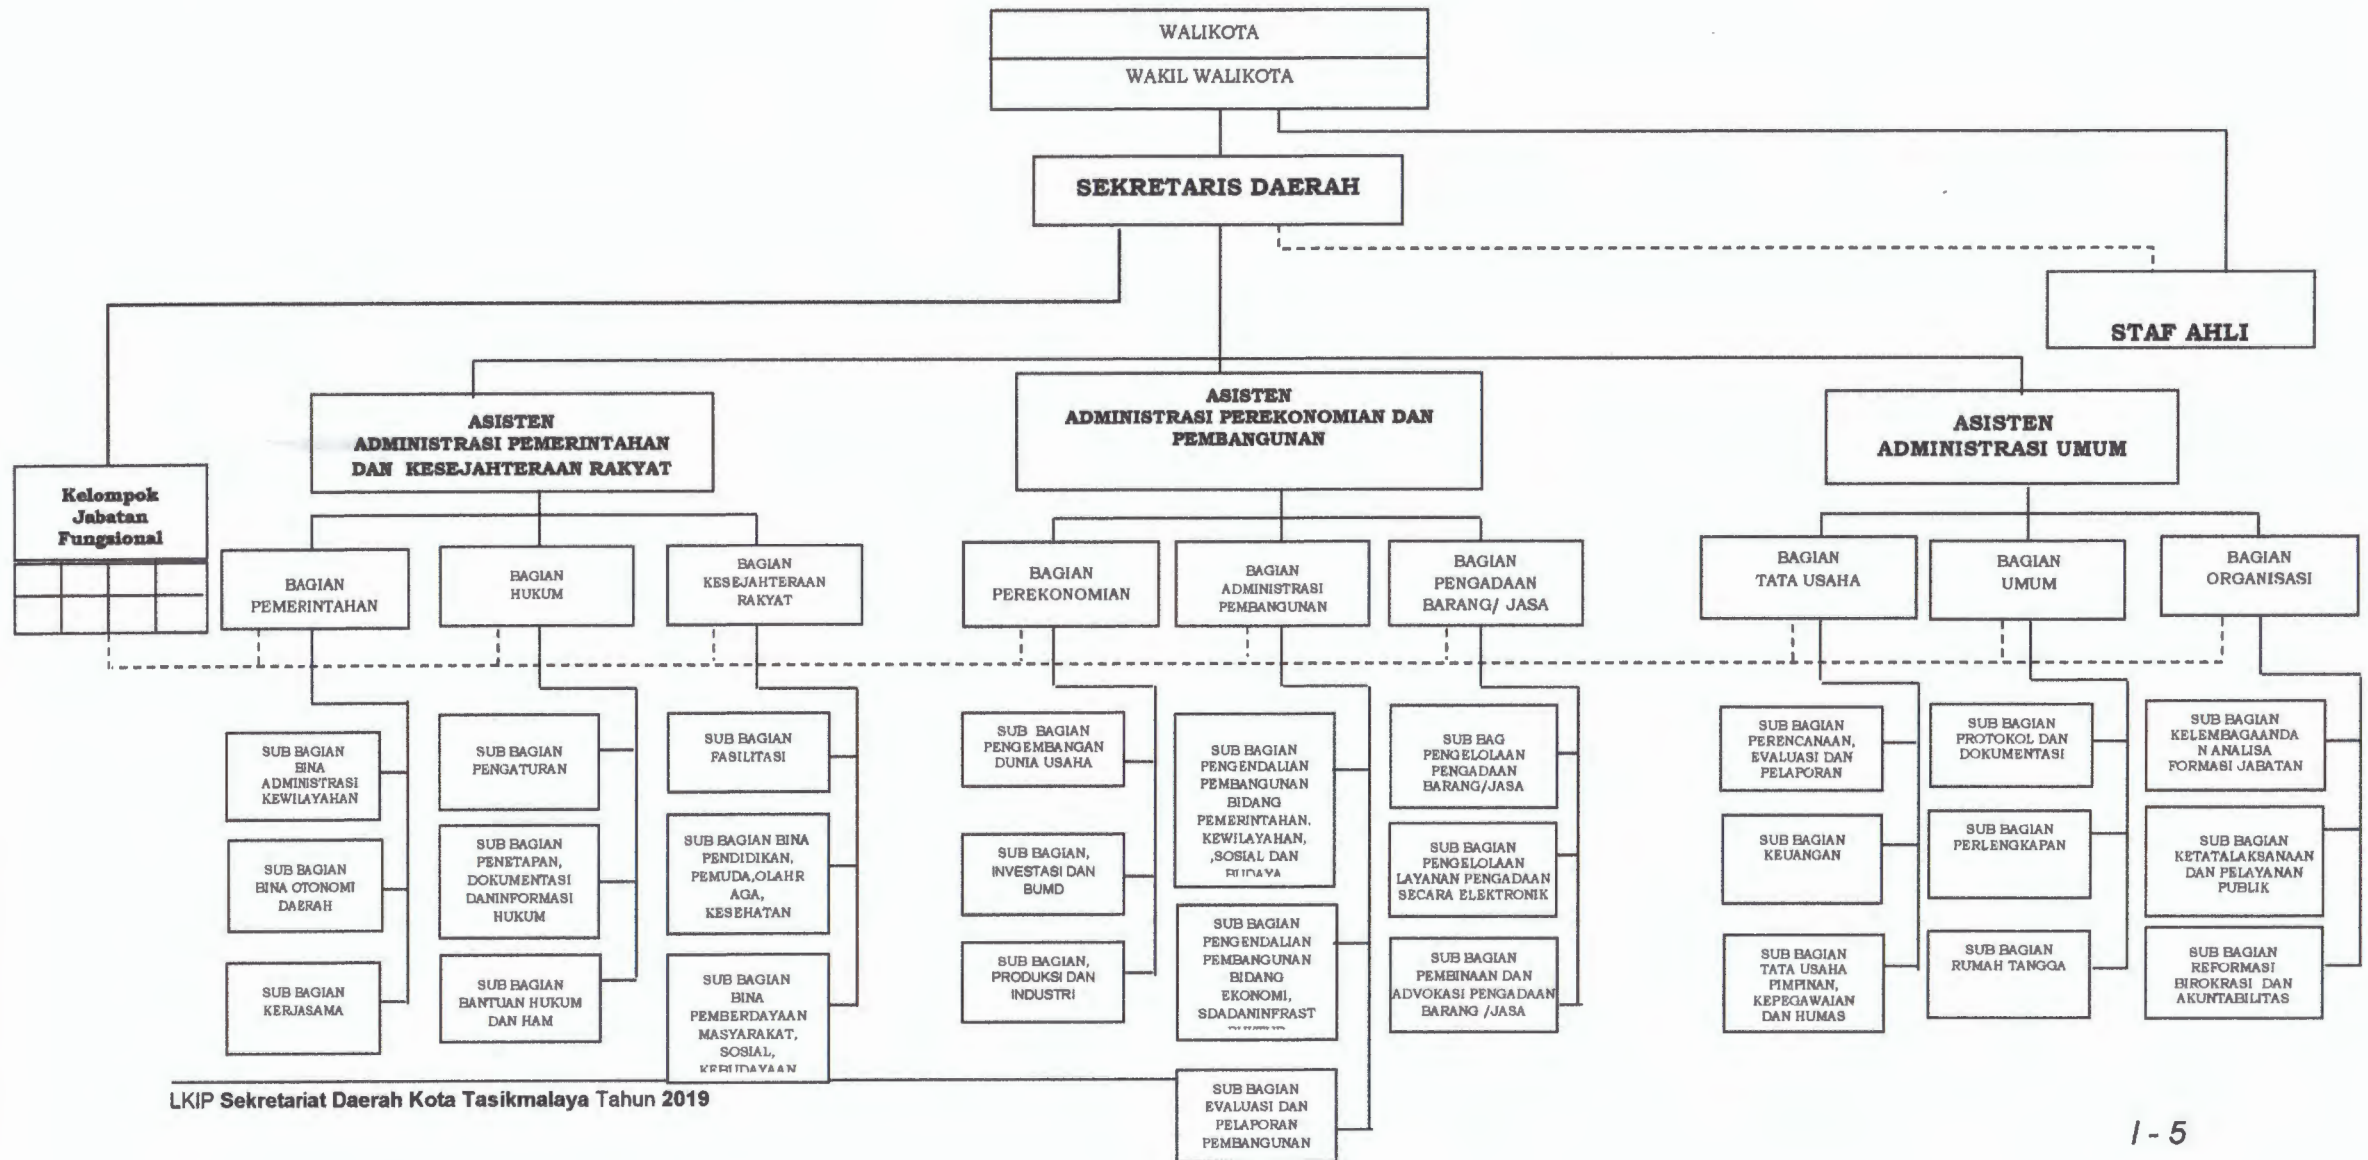 WALIKOTA
WAKIL WALIKOTA
SEKRETARIS DAERAH
STAF AHLI
ASISTEN
ADMINISTRASI PEMERINTAHAN
DAN KESEJAHTERAAN RAKYAT
ASISTEN
ADMINISTRASI PEREKONOMIAN DAN
PEMBANGUNAN
ASISTEN
ADMINISTRASI UMUM
Kelompok
Jabatan
Fungsional
BAGIAN
PEMERINTAHAN
BAGIAN
HUKUM
BAGIAN
KESEJAHTERAAN
RAKYAT
BAGIAN
PEREKONOMIAN
BAGIAN
ADMINISTRASI
PEMBANGUNAN
BAGIAN
PENGADAAN
BARANG/ JASA
BAGIAN
TATA USAHA
BAGIAN
UMUM
BAGIAN
ORGANISASI
SUB BAGIAN
BINA
ADMINISTRASI
KEWILAYAHAN
SUB BAGIAN
PENGATURAN
SUB BAGIAN
FASILITASI
SUB BAGIAN
PENGEMBANGAN
DUNIA USAHA
SUB BAGIAN
PENGENDALIAN
PEMBANGUNAN
BIDANG
PEMERINTAHAN.
KEWILAYAHAN,
,SOSIAL DAN
BUDAYA
SUB BAG
PENGELOLAAN
PENGADAAN
BARANG/JASA
SUB BAGIAN
PERENCANAAN,
EVALUASI DAN
PELAPORAN
SUB BAGIAN
PROTOKOL DAN
DOKUMENTASI
SUB BAGIAN
KELEMBAGAANDA
N ANALISA
FORMASI JABATAN
SUB BAGIAN
BINA OTONOMI
DAERAH
SUB BAGIAN
PENETAPAN,
DOKUMENTASI
DANINFORMASI
HUKUM
SUB BAGIAN BINA
PENDIDIKAN,
PEMUDA,OLAHR
AGA,
KESEHATAN
SUB BAGIAN,
INVESTASI DAN
BUMD
SUB BAGIAN
PENGENDALIAN
PEMBANGUNAN
BIDANG
EKONOMI,
SDADANINFRAST
SUB BAGIAN
PENGELOLAAN
LAYANAN PENGADAAN
SECARA ELEKTRONIK
SUB BAGIAN
KEUANGAN
SUB BAGIAN
PERLENGKAPAN
SUB BAGIAN
KETATALAKSANAAN
DAN PELAYANAN
PUBLIK
SUB BAGIAN
KERJASAMA
SUB BAGIAN
BANTUAN HUKUM
DAN HAM
SUB BAGIAN
BINA
PEMBERDAYAAN
MASYARAKAT,
SOSIAL,
KEBUDAYAAN
SUB BAGIAN,
PRODUKSI DAN
INDUSTRI
SUB BAGIAN
EVALUASI DAN
PELAPORAN
PEMBANGUNAN
SUB BAGIAN
PEMBINAAN DAN
ADVOKASI PENGADAAN
BARANG /JASA
SUB BAGIAN
TATA USAHA
PIMPINAN,
KEPEGAWAIAN
DAN HUMAS
SUB BAGIAN
RUMAH TANGGA
SUB BAGIAN
REFORMASI
BIROKRASI DAN
AKUNTABILITAS
LKIP Sekretariat Daerah Kota Tasikmalaya Tahun 2019
I - 5